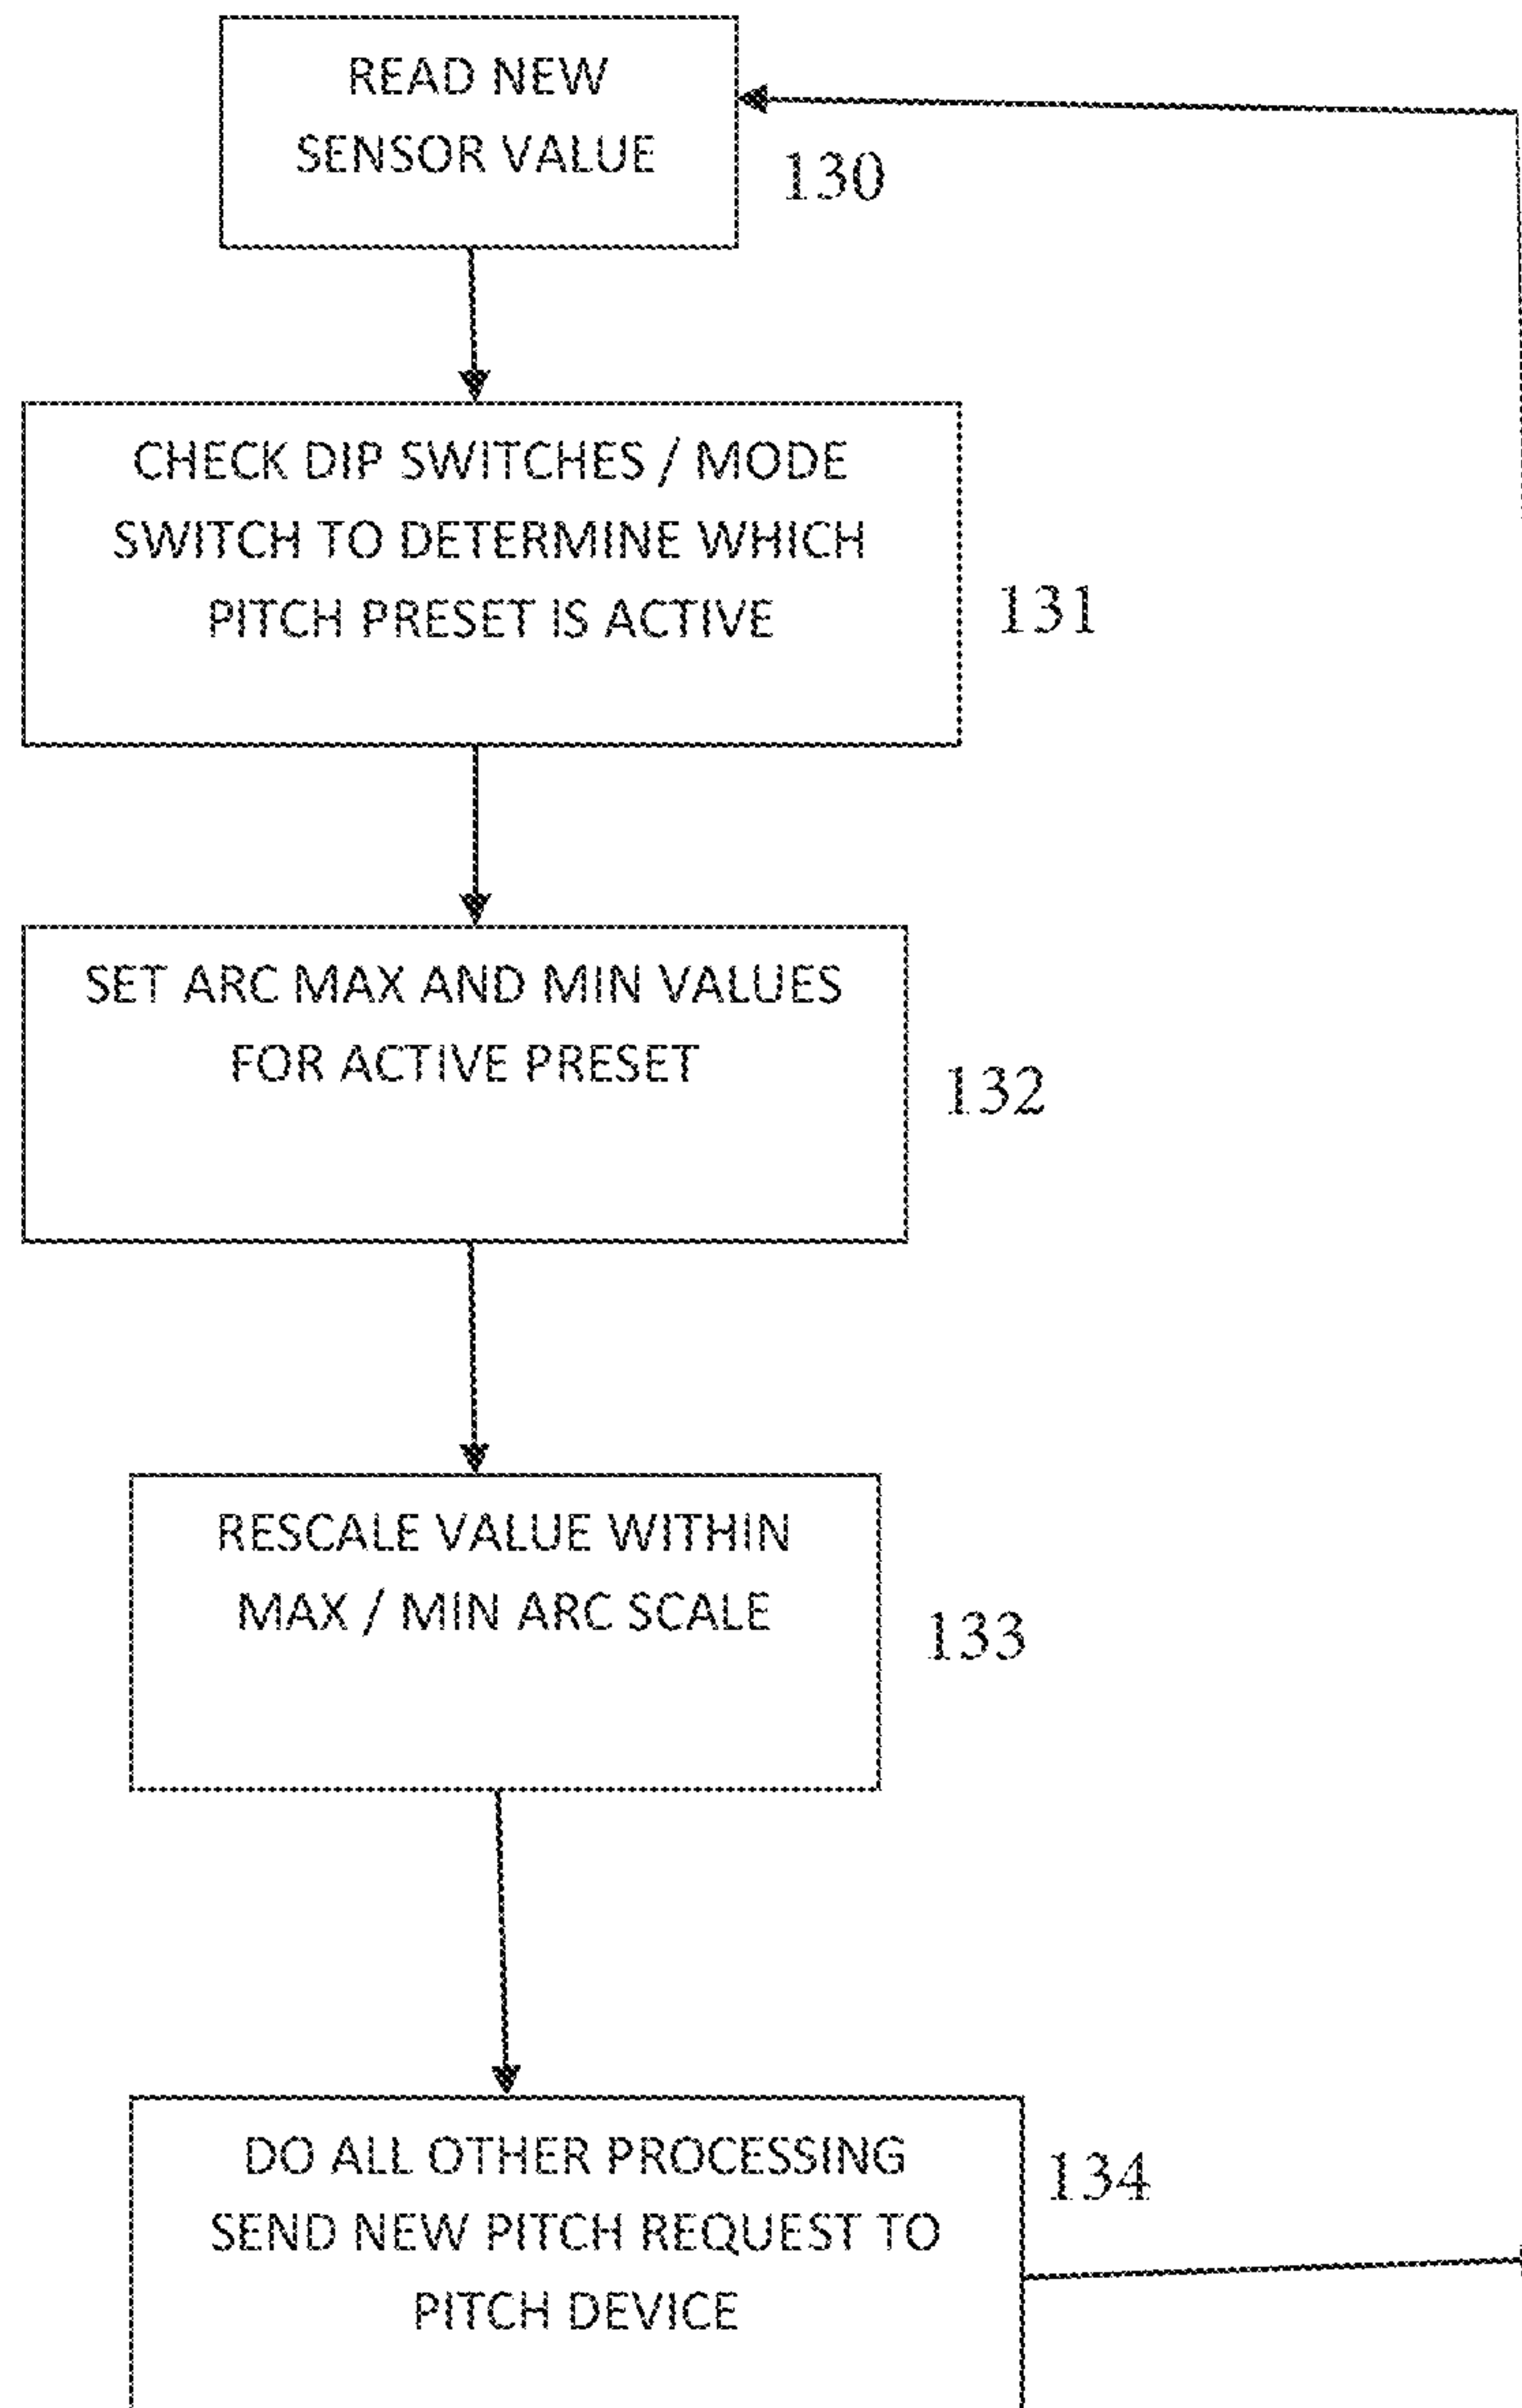 READ NEW
SENSOR VALUE
130
CHECK DIP SWITCHES / MODE
SWITCH TO DETERMINE WHICH
PITCH PRESET IS ACTIVE
131
SET ARC MAX AND MIN VALUES
FOR ACTIVE PRESET
132
RESCALE VALUE WITHIN
MAX / MIN ARC SCALE
133
DO ALL OTHER PROCESSING
SEND NEW PITCH REQUEST TO
PITCH DEVICE
134